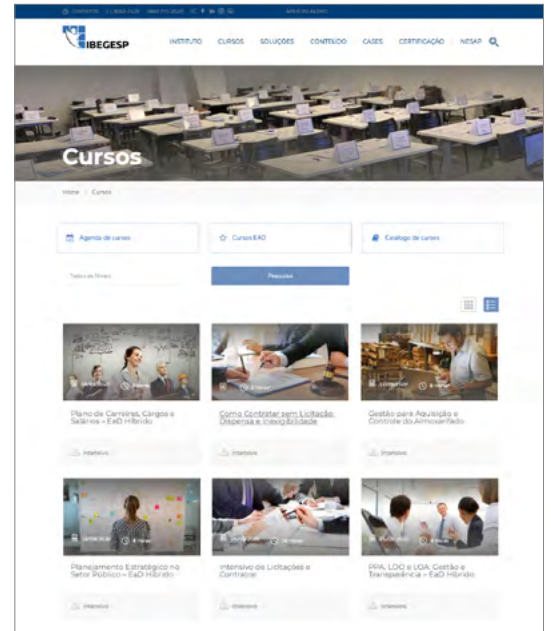 IBEGESP
INSTITUTO CURSOS SOLUÇÕES CONTEÚDO CASES CERTIFICAÇÃO NESAP
Cursos
Home Cursos
Agenda de cursos
Cursos EAD
Catálogo de cursos
Todos os Níveis
Pesquisa
Plano de Carreiras, Cargos e
Salários – EaD Híbrido
Intensivo
Como Contratar sem Licitação:
Dispensa e Inexigibilidade
Intensivo
Gestão para Aquisição e
Controle do Almoxarifado
Intensivo
Planejamento Estratégico no
Setor Público – EaD Híbrido
Intensivo
Intensivo de Licitações e
Contratos
Intensivo
PPA, LDO e LOA: Gestão e
Transparência – EaD Híbrido
Intensivo